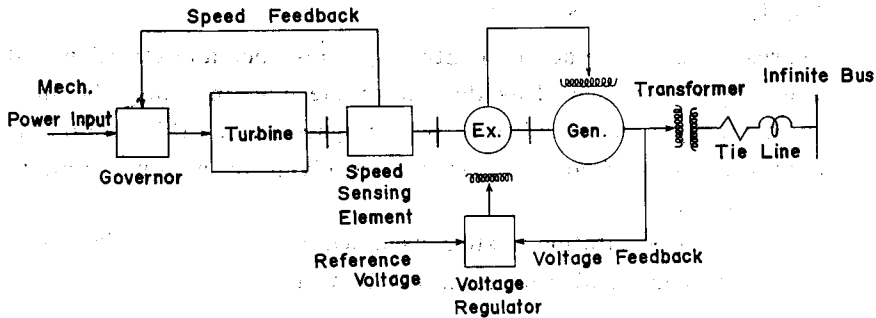 Speed Feedback
Mech.
Power Input
Governor
Turbine
Speed
Sensing
Element
Ex.
Gen.
Transformer
Infinite Bus
Tie Line
Reference
Voltage
Voltage
Regulator
Voltage Feedback